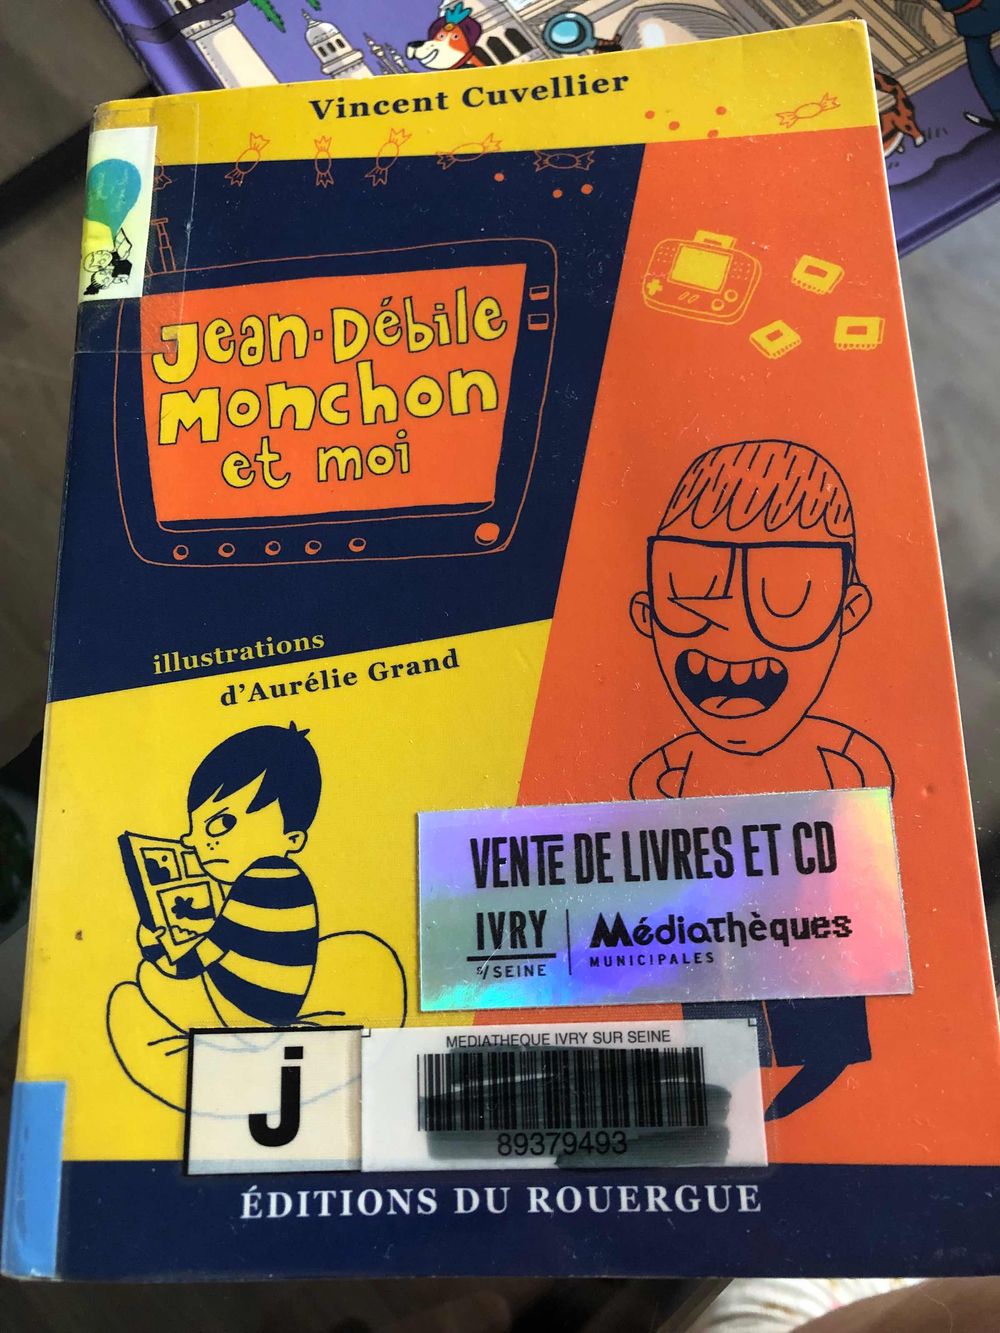 Vincent Cuvellier
Jean-Débile
Monchon
et moi
illustrations
d'Aurélie Grand
VENTE DE LIVRES ET CD
IVRY
s/SEINE
Médiathèques
MUNICIPALES
j
MEDIATHEQUE IVRY SUR SEINE
89379493
ÉDITIONS DU ROUERGUE